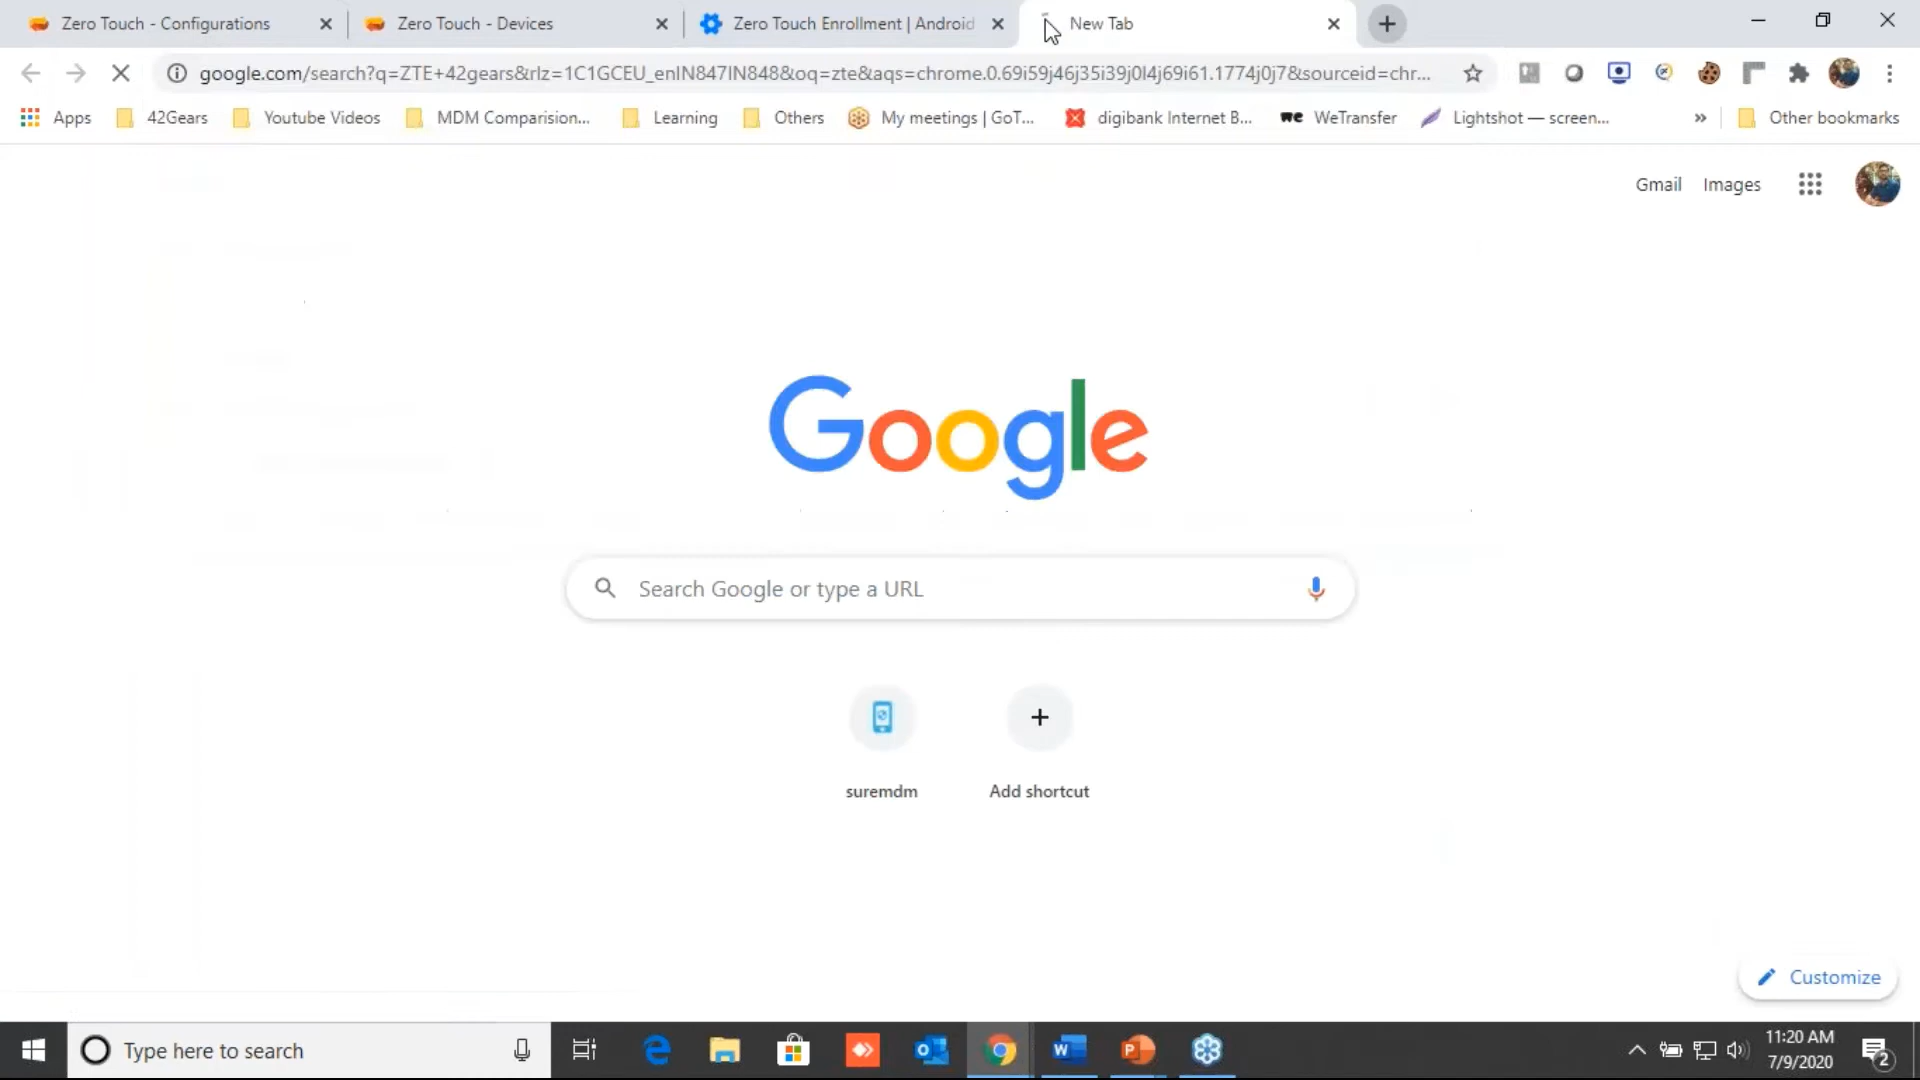 Zero Touch - Configurations
Zero Touch - Devices
Zero Touch Enrollment | Android
New Tab
google.com/search?q=ZTE+42gears&rlz=1C1GCEU_enIN847IN848&oq=zte&aqs=chrome.0.69i59j46j35i39j0l4j69i61.1774j0j7&sourceid=chr...
Apps
42Gears
Youtube Videos
MDM Comparision...
Learning
Others
My meetings | GoT...
digibank Internet B...
we WeTransfer
Lightshot — screen...
»
Other bookmarks
Gmail
Images
Google
Search Google or type a URL
suremdm
Add shortcut
Customize
Type here to search
11:20 AM
7/9/2020
2